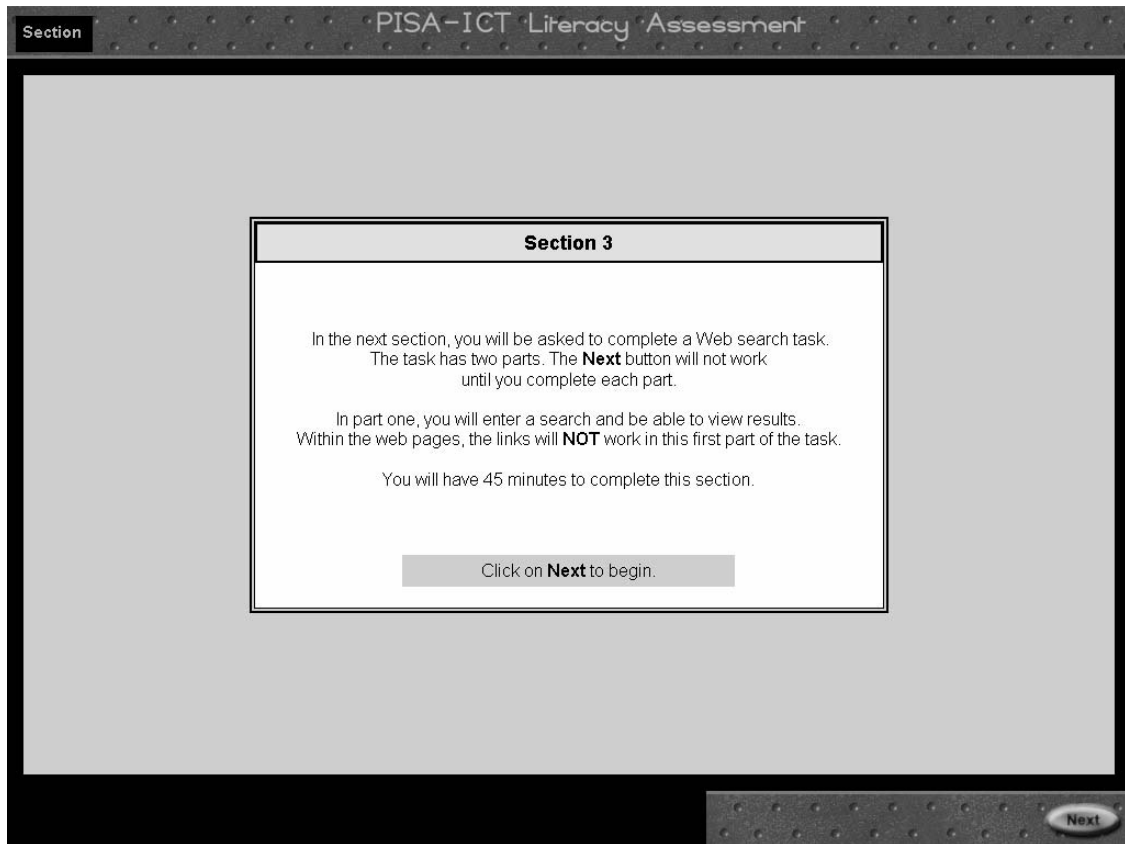 Section
PISA-ICT Literacy Assessment
Section 3
In the next section, you will be asked to complete a Web search task.
The task has two parts. The Next button will not work
until you complete each part.
In part one, you will enter a search and be able to view results.
Within the web pages, the links will NOT work in this first part of the task.
You will have 45 minutes to complete this section.
Click on Next to begin.
Next